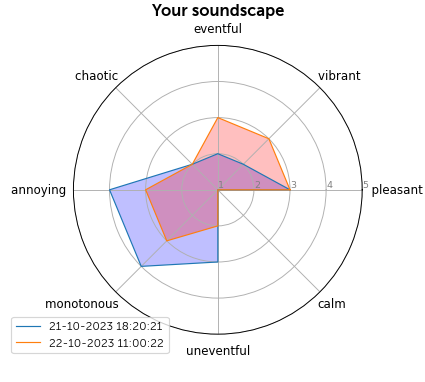 Your soundscape
eventful
chaotic
vibrant
annoying
1
2
3
4
5
pleasant
monotonous
calm
21-10-2023 18:20:21
22-10-2023 11:00:22
uneventful